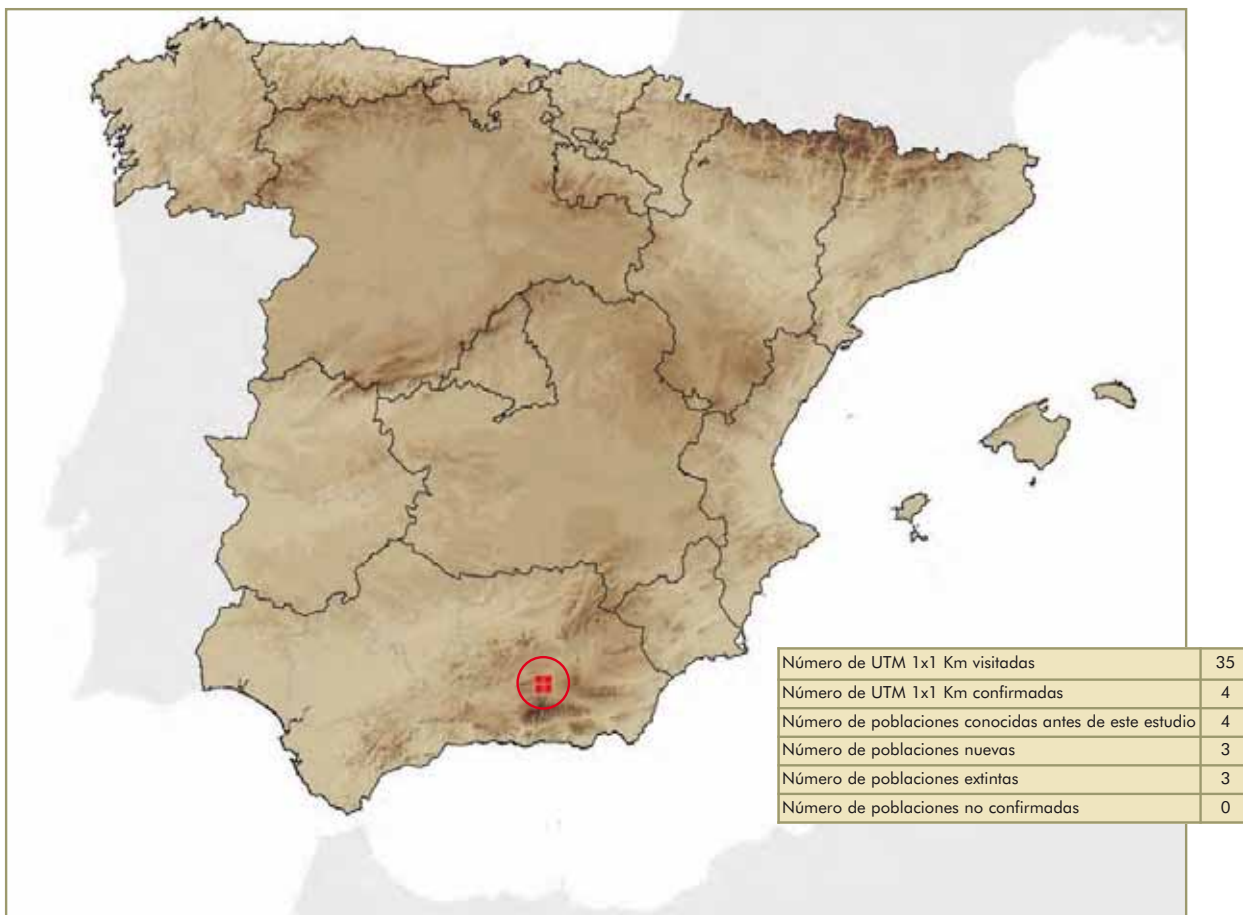 Número de UTM 1x1 Km visitadas 35
Número de UTM 1x1 Km confirmadas 4
Número de poblaciones conocidas antes de este estudio 4
Número de poblaciones nuevas 3
Número de poblaciones extintas 3
Número de poblaciones no confirmadas 0